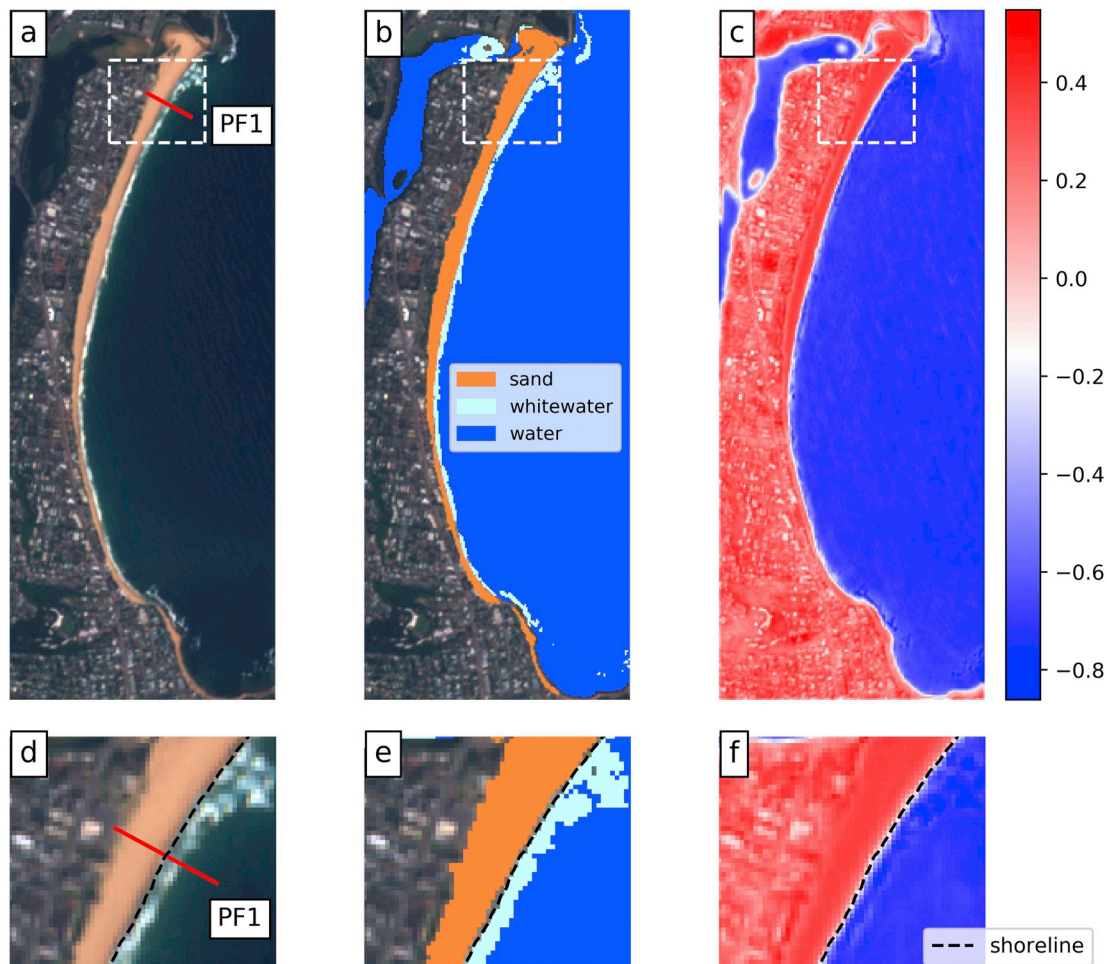 a
PF1
b
sand
whitewater
water
c
0.4
0.2
0.0
−0.2
−0.4
−0.6
−0.8
d
PF1
e
f
shoreline